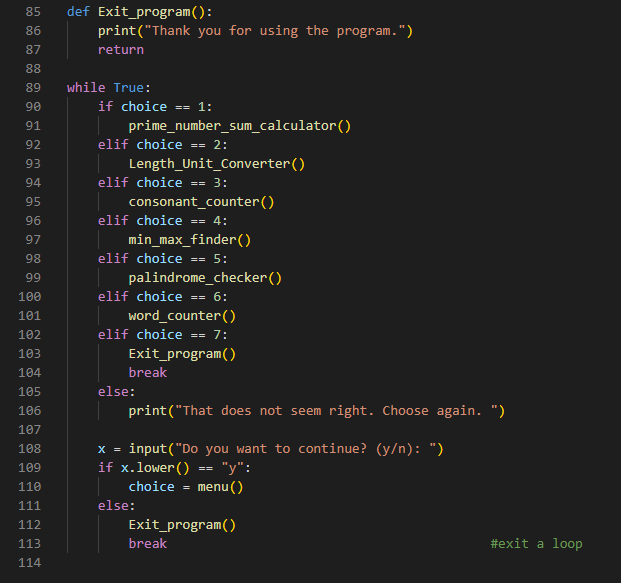 85 def Exit_program():
86     print("Thank you for using the program.")
87     return
88
89 while True:
90     if choice == 1:
91         prime_number_sum_calculator()
92     elif choice == 2:
93         Length_Unit_Converter()
94     elif choice == 3:
95         consonant_counter()
96     elif choice == 4:
97         min_max_finder()
98     elif choice == 5:
99         palindrome_checker()
100     elif choice == 6:
101         word_counter()
102     elif choice == 7:
103         Exit_program()
104         break
105     else:
106         print("That does not seem right. Choose again. ")
107
108     x = input("Do you want to continue? (y/n): ")
109     if x.lower() == "y":
110         choice = menu()
111     else:
112         Exit_program()
113         break                                          #exit a loop
114